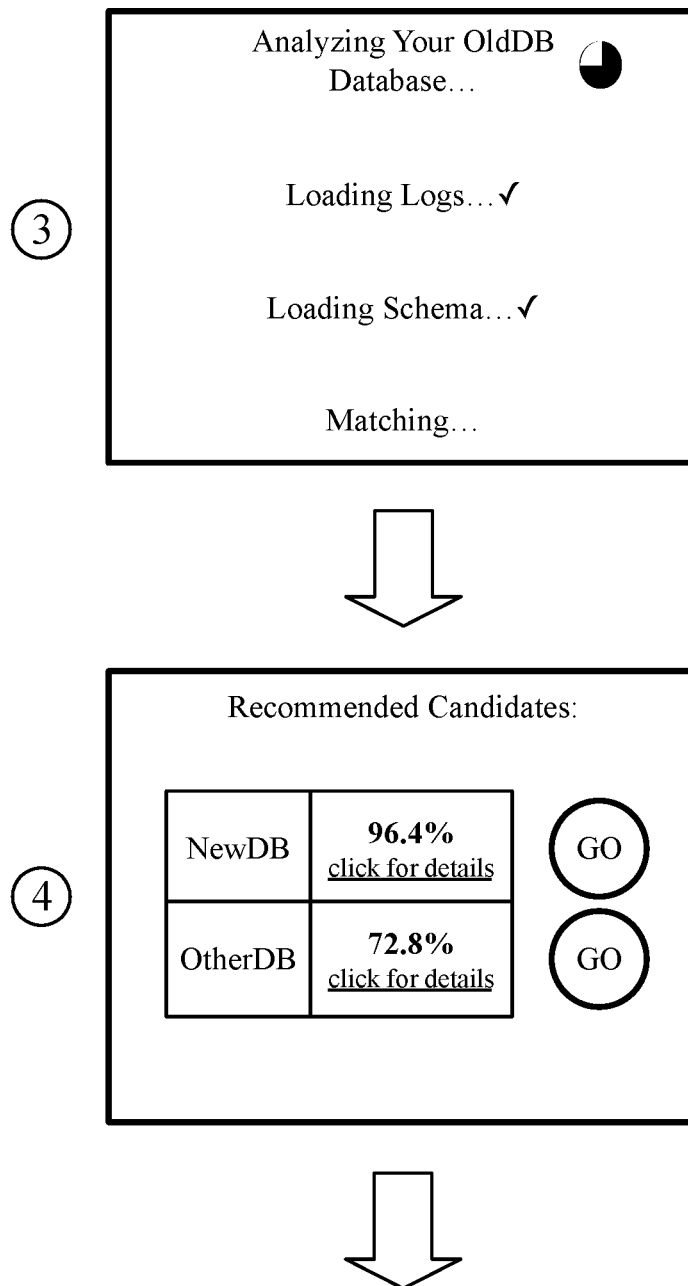 Analyzing Your OldDB
Database…
3
Loading Logs…✓
Loading Schema…✓
Matching…
Recommended Candidates:
4
NewDB
96.4%
click for details
GO
OtherDB
72.8%
click for details
GO